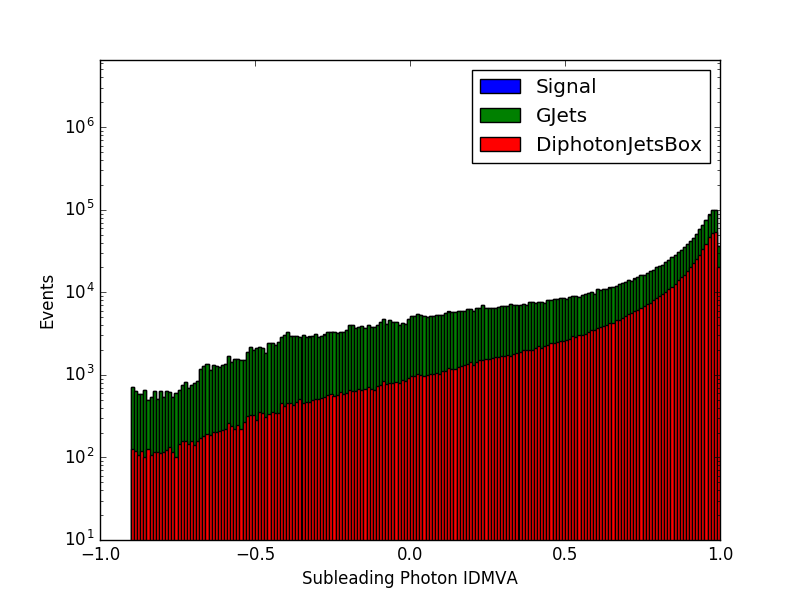 Signal
GJets
DiphotonJetsBox
10^6
10^5
10^4
10^3
10^2
10^1
Events
−1.0 −0.5 0.0 0.5 1.0
Subleading Photon IDMVA